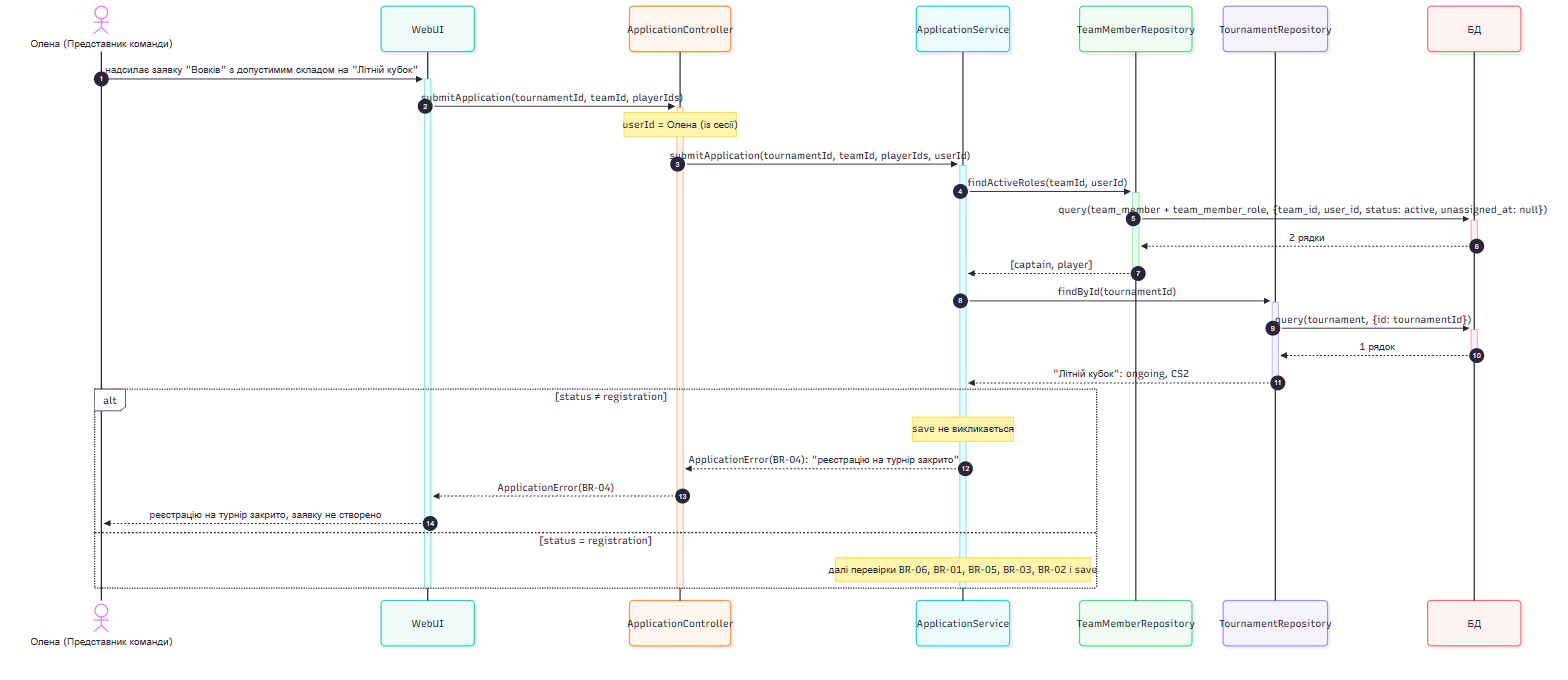 Олена (Представник команди)
WebUI
ApplicationController
ApplicationService
TeamMemberRepository
TournamentRepository
БД
надсилає заявку "Вовків" з допустимим складом на "Літній кубок"
1
submitApplication(tournamentId, teamId, playerIds)
2
userId = Олена (із сесії)
submitApplication(tournamentId, teamId, playerIds, userId)
3
findActiveRoles(teamId, userId)
4
query(team_member + team_member_role, {team_id, user_id, status: active, unassigned_at: null})
5
2 рядки
6
[captain, player]
7
findById(tournamentId)
8
query(tournament, {id: tournamentId})
9
1 рядок
10
"Літній кубок": ongoing, CS2
11
alt
[status ≠ registration]
save не викликається
ApplicationError(BR-04): "реєстрацію на турнір закрито"
12
ApplicationError(BR-04)
13
реєстрацію на турнір закрито, заявку не створено
14
[status = registration]
далі перевірки BR-06, BR-01, BR-05, BR-03, BR-02 і save
Олена (Представник команди)
WebUI
ApplicationController
ApplicationService
TeamMemberRepository
TournamentRepository
БД